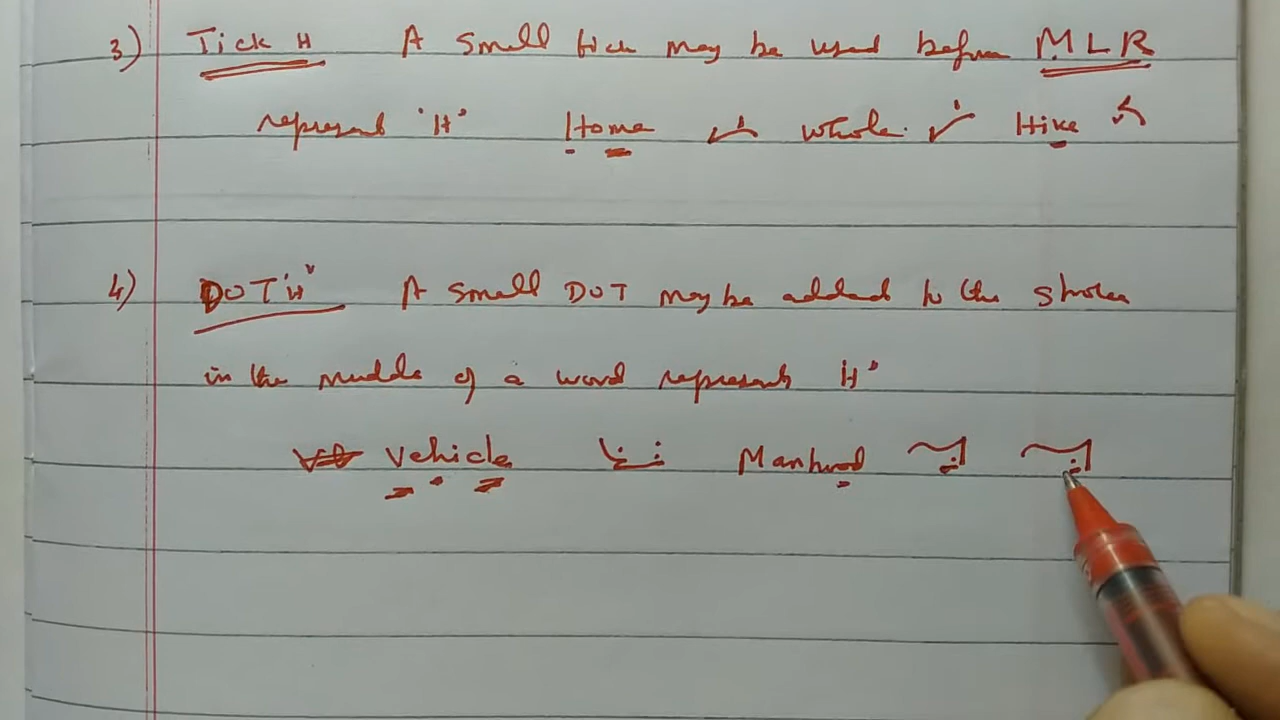 3) Tick H A small tick may be used before MLR
represent "H" Home whole. Hike
4) DOT "H" A small DOT may be added to the stroke
in the middle of a word represents H"
vehicle Manhood